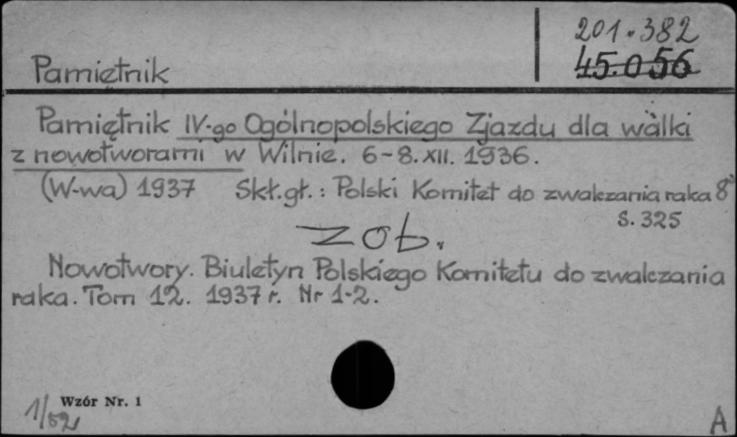 201.382
45.056
Pamiętnik
Pamiętnik IV-go Ogólnopolskiego Zjazdu dla walki
z nowotworami w Wilnie. 6-8.XII. 1936.
(W-wa) 1937 Skł.gł.: Polski Komitet do zwalczania raka 8°
S. 325
zob.
Nowotwory. Biuletyn Polskiego Komitetu do zwalczania
raka. Tom 12. 1937 r. Nr 1-2.
Wzór Nr. 1
1/52
A